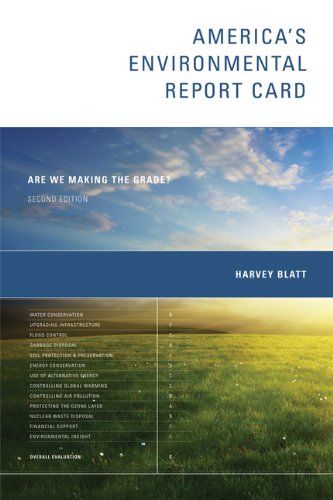 AMERICA'S
ENVIRONMENTAL
REPORT CARD
ARE WE MAKING THE GRADE?
SECOND EDITION
HARVEY BLATT
WATER CONSERVATION
UPGRADING INFRASTRUCTURE
FLOOD CONTROL
GARBAGE DISPOSAL
SOIL PROTECTION & PRESERVATION
ENERGY CONSERVATION
USE OF ALTERNATIVE ENERGY
CONTROLLING GLOBAL WARMING
CONTROLLING AIR POLLUTION
PROTECTING THE OZONE LAYER
NUCLEAR WASTE DISPOSAL
FINANCIAL SUPPORT
ENVIRONMENTAL INSIGHT
OVERALL EVALUATION